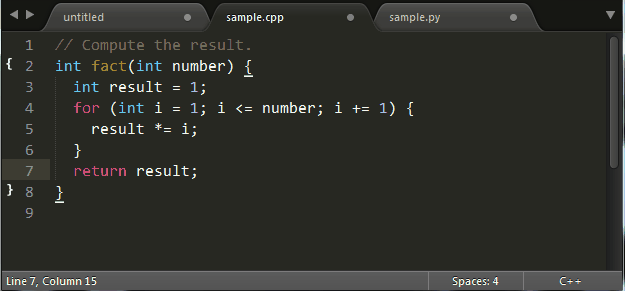 untitled sample.cpp sample.py
1 // Compute the result.
{ 2 int fact(int number) {
3 int result = 1;
4 for (int i = 1; i <= number; i += 1) {
5 result *= i;
6 }
7 return result;
} 8 }
9
Line 7, Column 15 Spaces: 4 C++